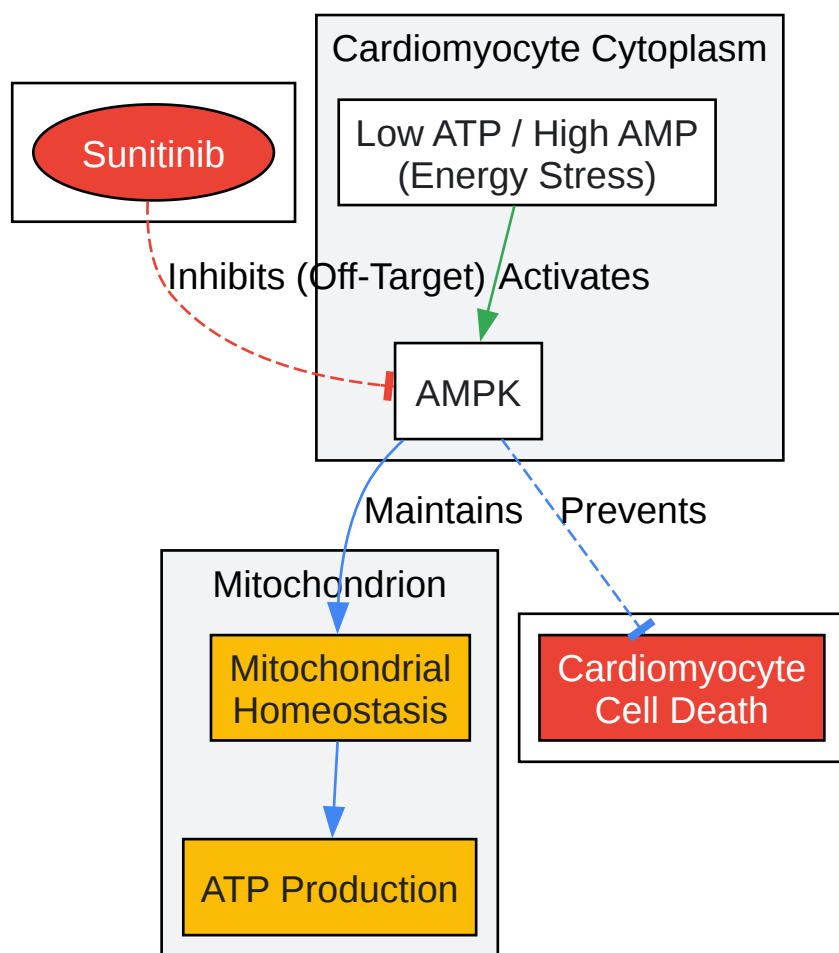 Cardiomyocyte Cytoplasm
Sunitinib
Low ATP / High AMP
(Energy Stress)
Inhibits (Off-Target)
Activates
AMPK
Maintains
Prevents
Mitochondrion
Mitochondrial
Homeostasis
Cardiomyocyte
Cell Death
ATP Production